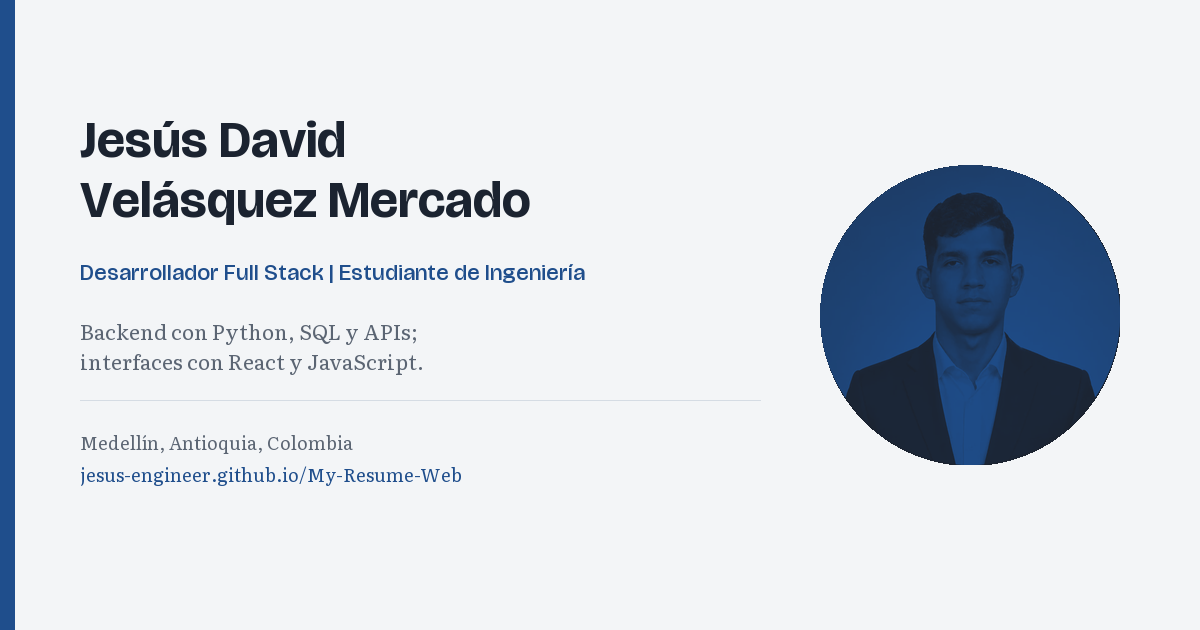 Jesús David
Velásquez Mercado
Desarrollador Full Stack | Estudiante de Ingeniería
Backend con Python, SQL y APIs;
interfaces con React y JavaScript.
Medellín, Antioquia, Colombia
jesus-engineer.github.io/My-Resume-Web